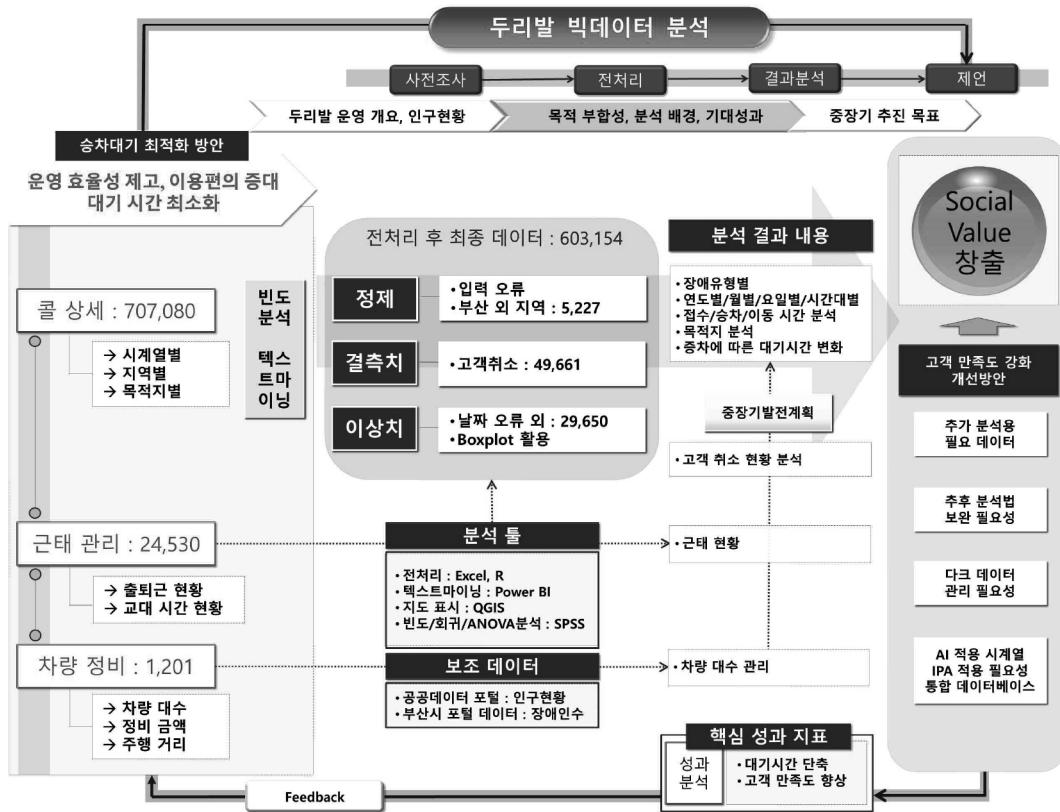 두리발 빅데이터 분석
사전조사
전처리
결과분석
제언
두리발 운영 개요, 인구현황
목적 부합성, 분석 배경, 기대성과
중장기 추진 목표
승차대기 최적화 방안
운영 효율성 제고, 이용편의 증대
대기 시간 최소화
콜 상세 : 707,080
→ 시계열별
→ 지역별
→ 목적지별
빈도
분석
텍스
트마
이닝
근태 관리 : 24,530
→ 출퇴근 현황
→ 교대 시간 현황
차량 정비 : 1,201
→ 차량 대수
→ 정비 금액
→ 주행 거리
전처리 후 최종 데이터 : 603,154
정제
• 입력 오류
• 부산 외 지역 : 5,227
결측치
• 고객취소 : 49,661
이상치
• 날짜 오류 외 : 29,650
• Boxplot 활용
분석 툴
• 전처리 : Excel, R
• 텍스트마이닝 : Power BI
• 지도 표시 : QGIS
• 빈도/회귀/ANOVA분석 : SPSS
보조 데이터
• 공공데이터 포털 : 인구현황
• 부산시 포털 데이터 : 장애인수
분석 결과 내용
• 장애유형별
• 연도별/월별/요일별/시간대별
• 접수/승차/이동 시간 분석
• 목적지 분석
• 증차에 따른 대기시간 변화
중장기발전계획
• 고객 취소 현황 분석
• 근태 현황
• 차량 대수 관리
핵심 성과 지표
성과
분석
• 대기시간 단축
• 고객 만족도 향상
Social
Value
창출
고객 만족도 강화
개선방안
추가 분석용
필요 데이터
추후 분석법
보완 필요성
다크 데이터
관리 필요성
AI 적용 시계열
IPA 적용 필요성
통합 데이터베이스
Feedback